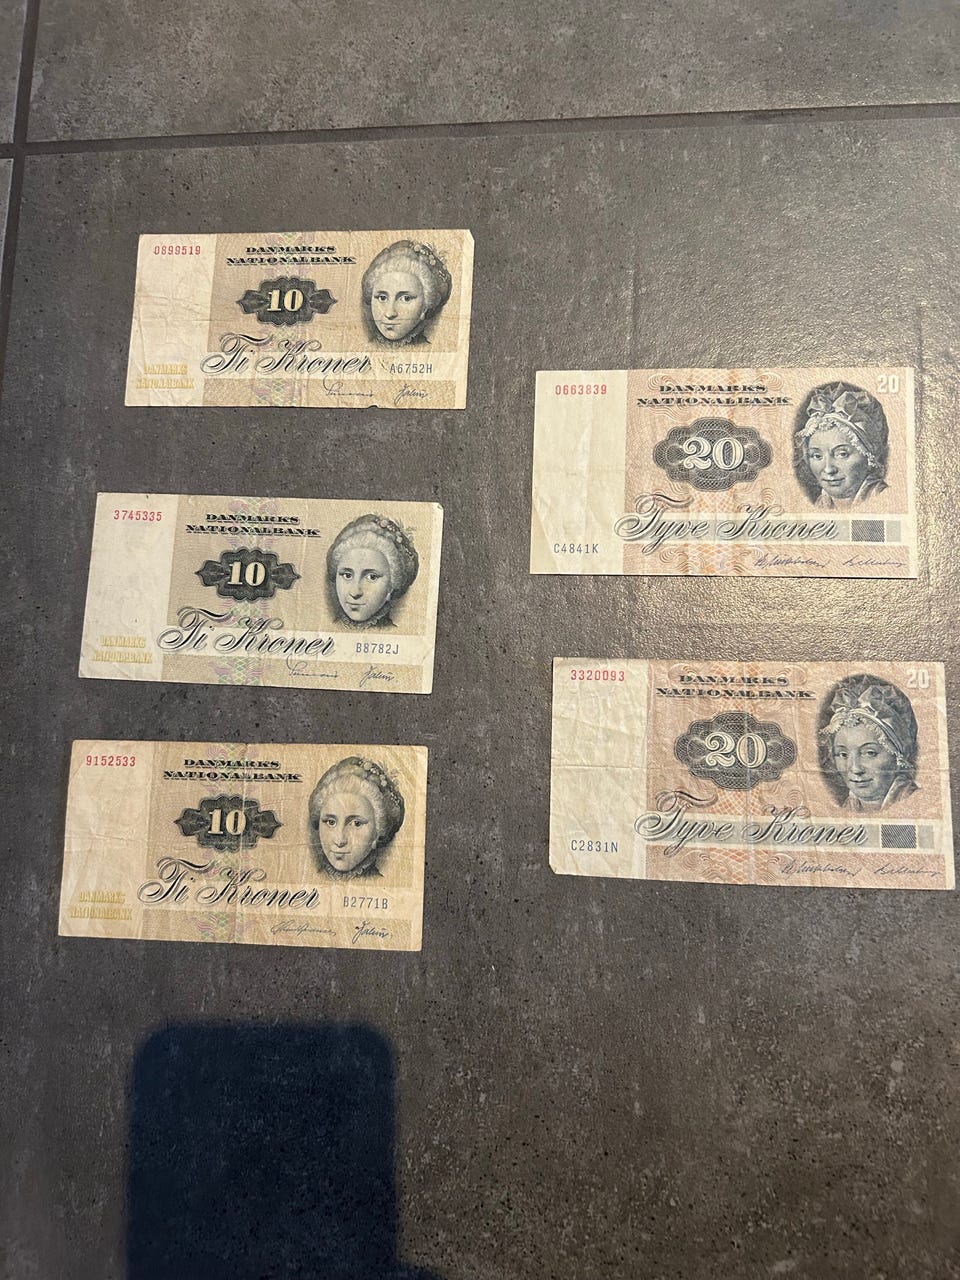 0899519
DANMARKS
NATIONALBANK
10
Ti Kroner
A6752H
DANMARKS
NATIONALBANK
3745335
DANMARKS
NATIONALBANK
10
Ti Kroner
B8782J
DANMARKS
NATIONALBANK
9152533
DANMARKS
NATIONALBANK
10
Ti Kroner
B2771B
DANMARKS
NATIONALBANK
0663839
DANMARKS
NATIONALBANK
20
20
Tyve Kroner
C4841K
3320093
DANMARKS
NATIONALBANK
20
20
Tyve Kroner
C2831N